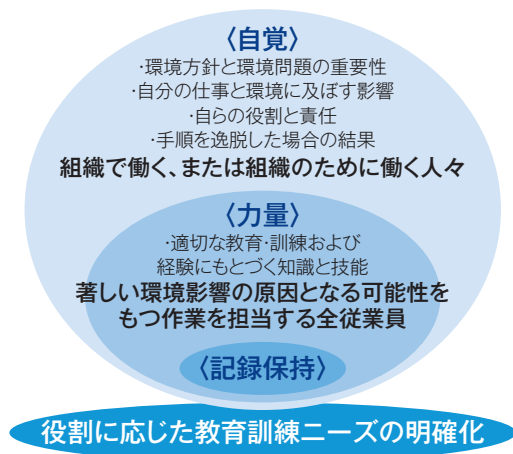 〈自覚〉
·環境方針と環境問題の重要性
·自分の仕事と環境に及ぼす影響
·自らの役割と責任
·手順を逸脱した場合の結果
組織で働く、または組織のために働く人々
〈力量〉
·適切な教育·訓練および
経験にもとづく知識と技能
著しい環境影響の原因となる可能性を
もつ作業を担当する全従業員
〈記録保持〉
役割に応じた教育訓練ニーズの明確化